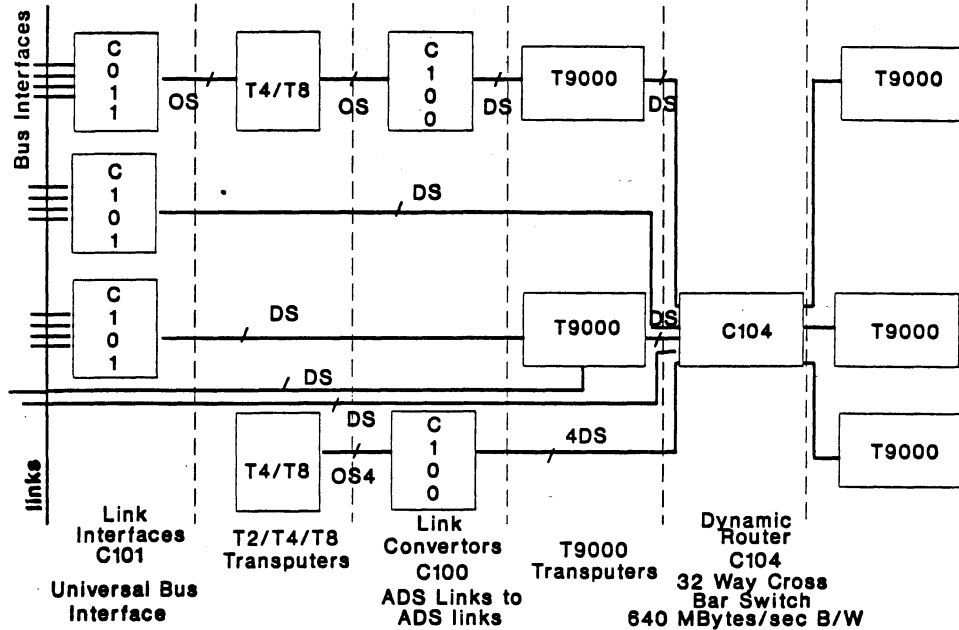 Bus Interfaces
C
0
1
1
OS
T4/T8
OS
C
1
0
0
DS
T9000
DS
T9000
C
1
0
1
DS
C
1
0
1
DS
T9000
DS
C104
T9000
DS
DS
T4/T8
OS4
C
1
0
0
4DS
T9000
links
Link
Interfaces
C101
Universal Bus
Interface
T2/T4/T8
Transputers
Link
Convertors
C100
ADS Links to
ADS links
T9000
Transputers
Dynamic
Router
C104
32 Way Cross
Bar Switch
640 MBytes/sec B/W